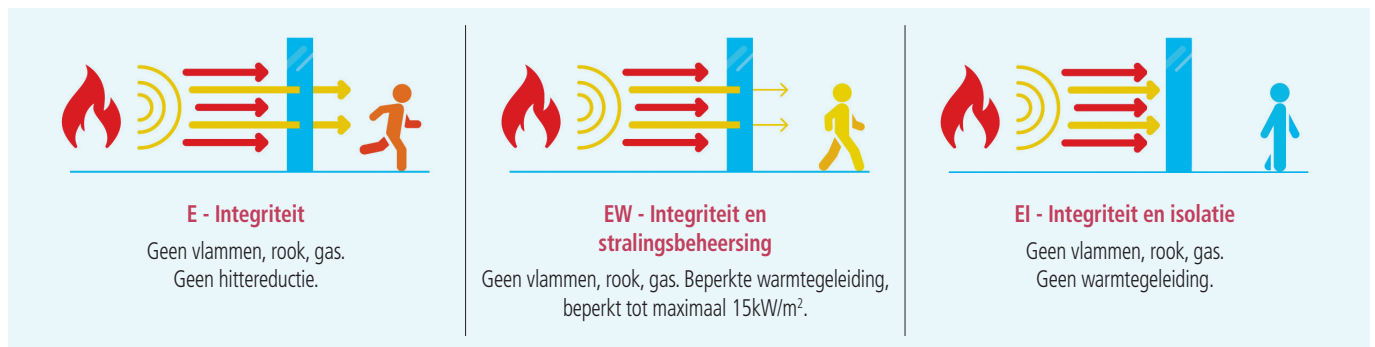 E - Integriteit
Geen vlammen, rook, gas.
Geen hittereductie.
EW - Integriteit en
stralingsbeheersing
Geen vlammen, rook, gas. Beperkte warmtegeleiding,
beperkt tot maximaal 15kW/m².
EI - Integriteit en isolatie
Geen vlammen, rook, gas.
Geen warmtegeleiding.